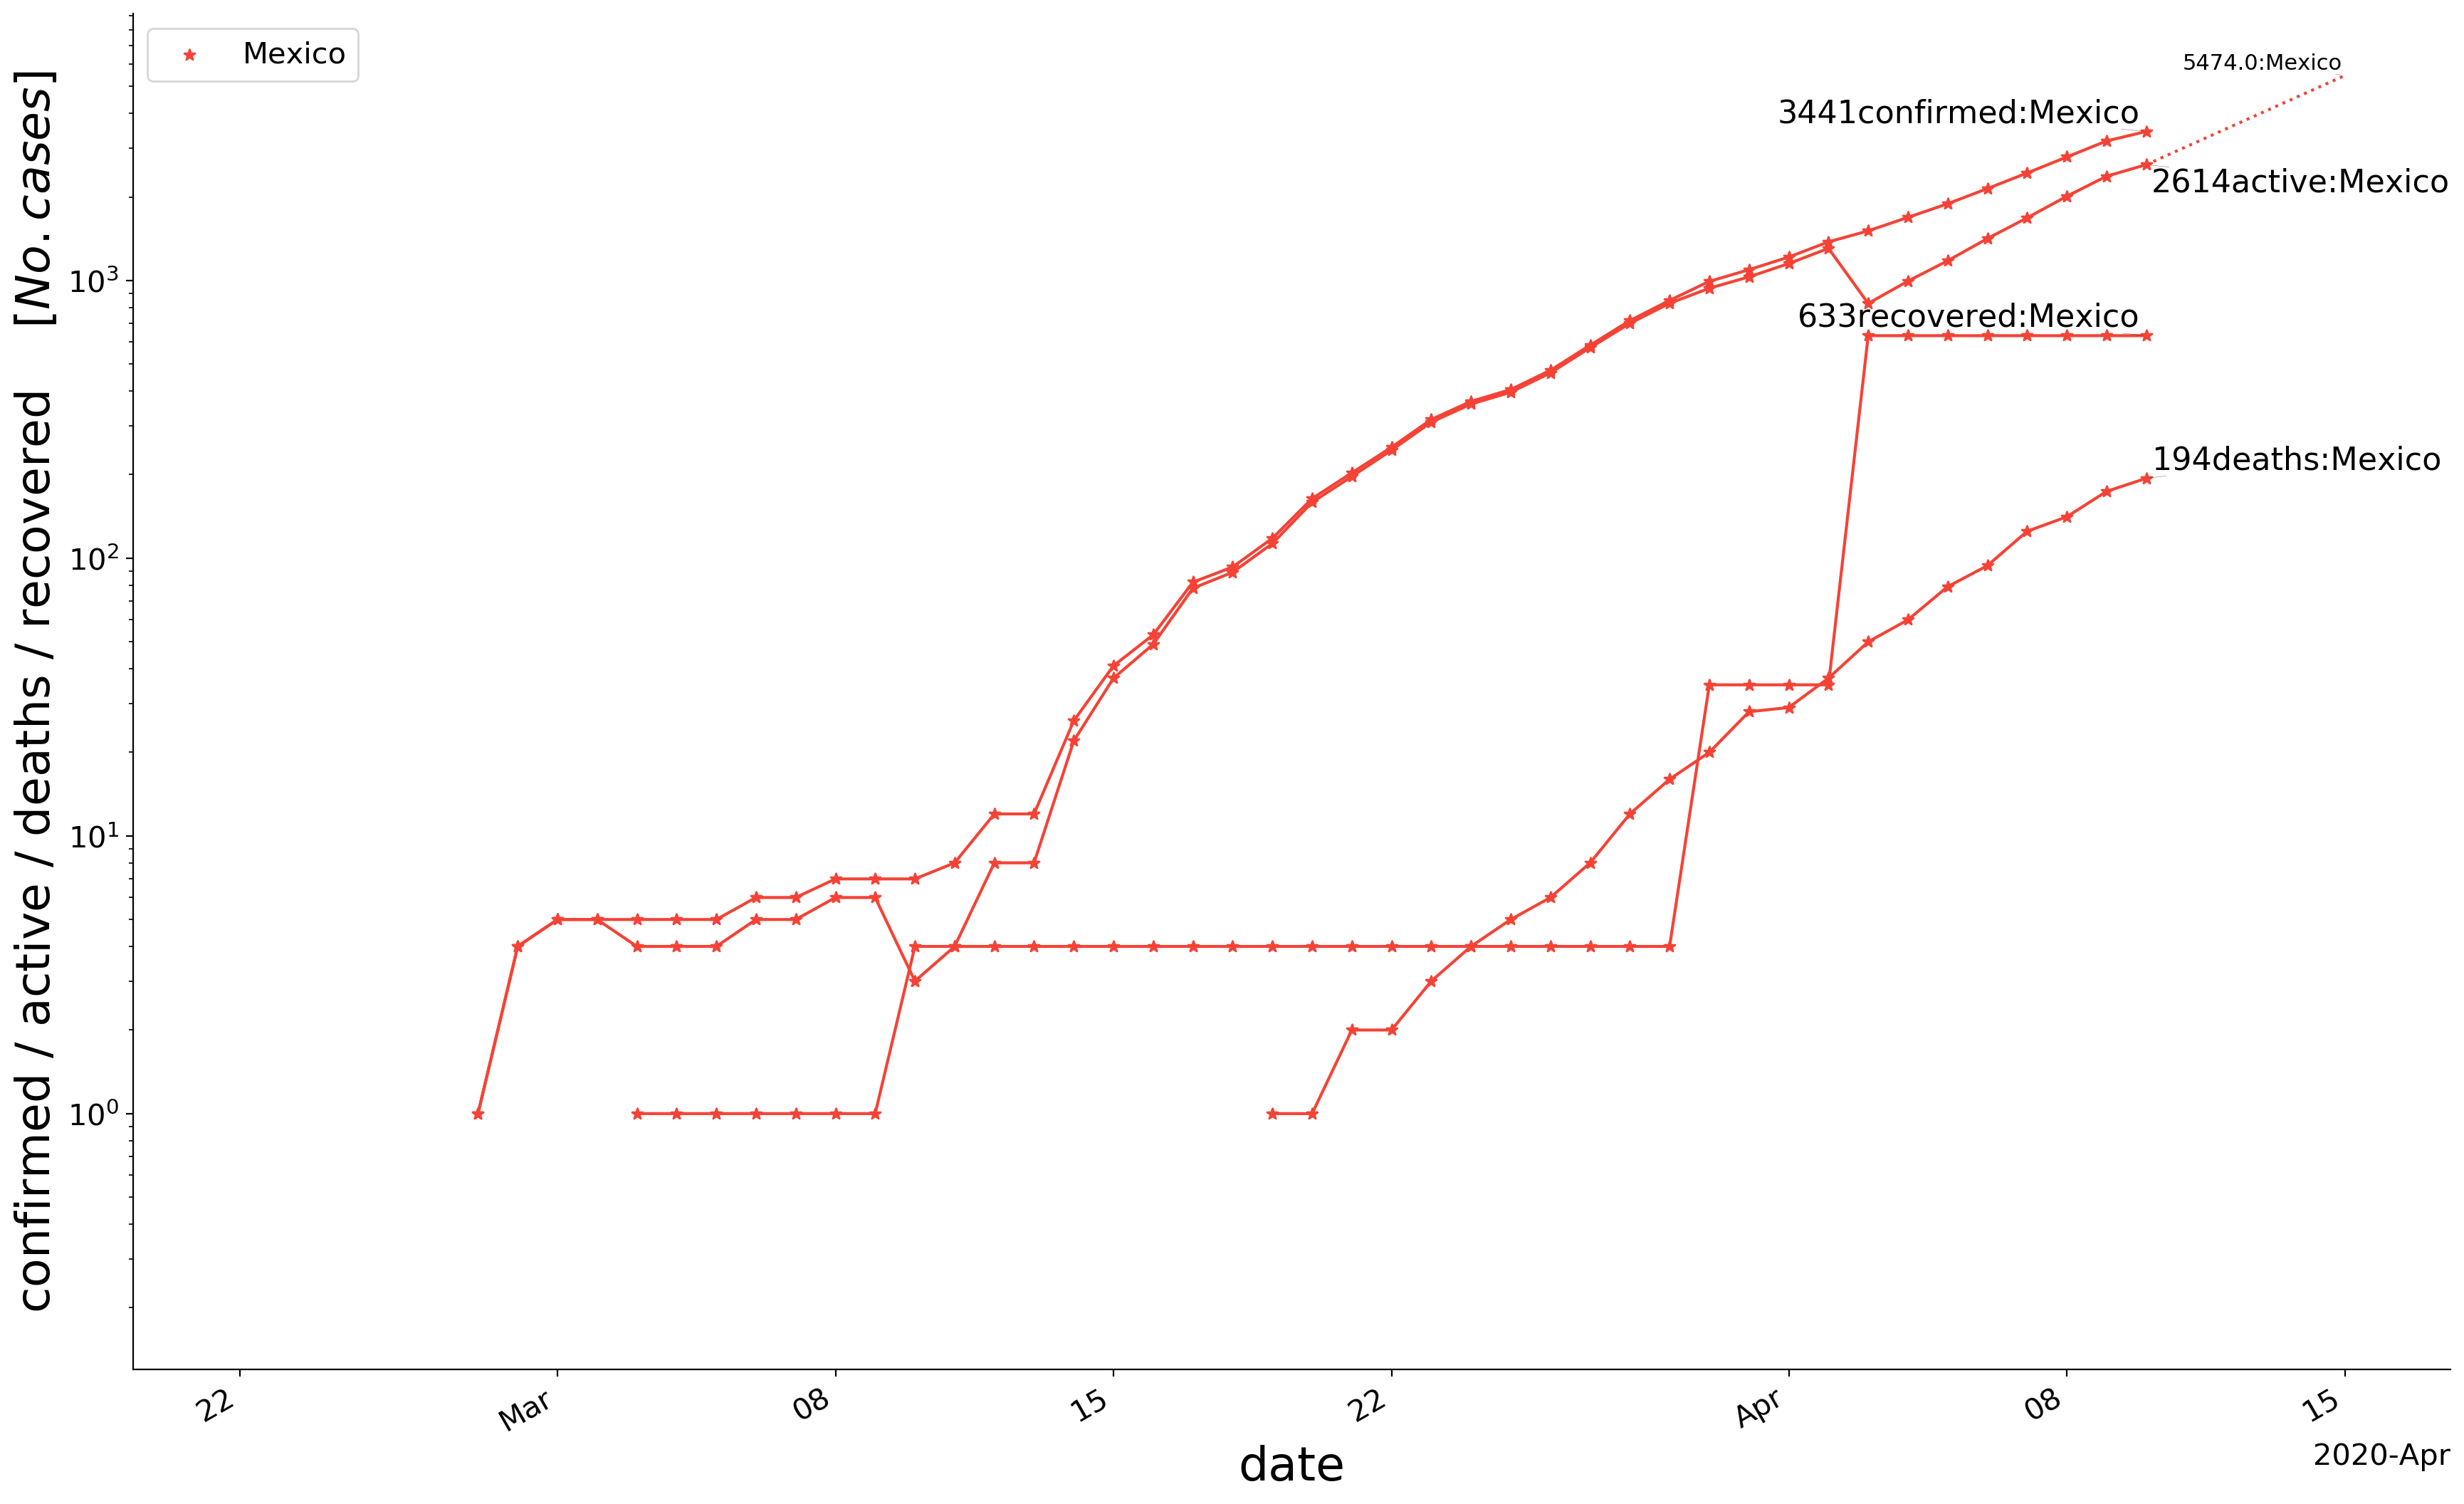 Mexico
5474.0:Mexico
3441confirmed:Mexico
2614active:Mexico
633recovered:Mexico
194deaths:Mexico
confirmed / active / deaths / recovered [No. cases]
10³
10²
10¹
10⁰
22
Mar
08
15
22
Apr
08
15
date
2020-Apr